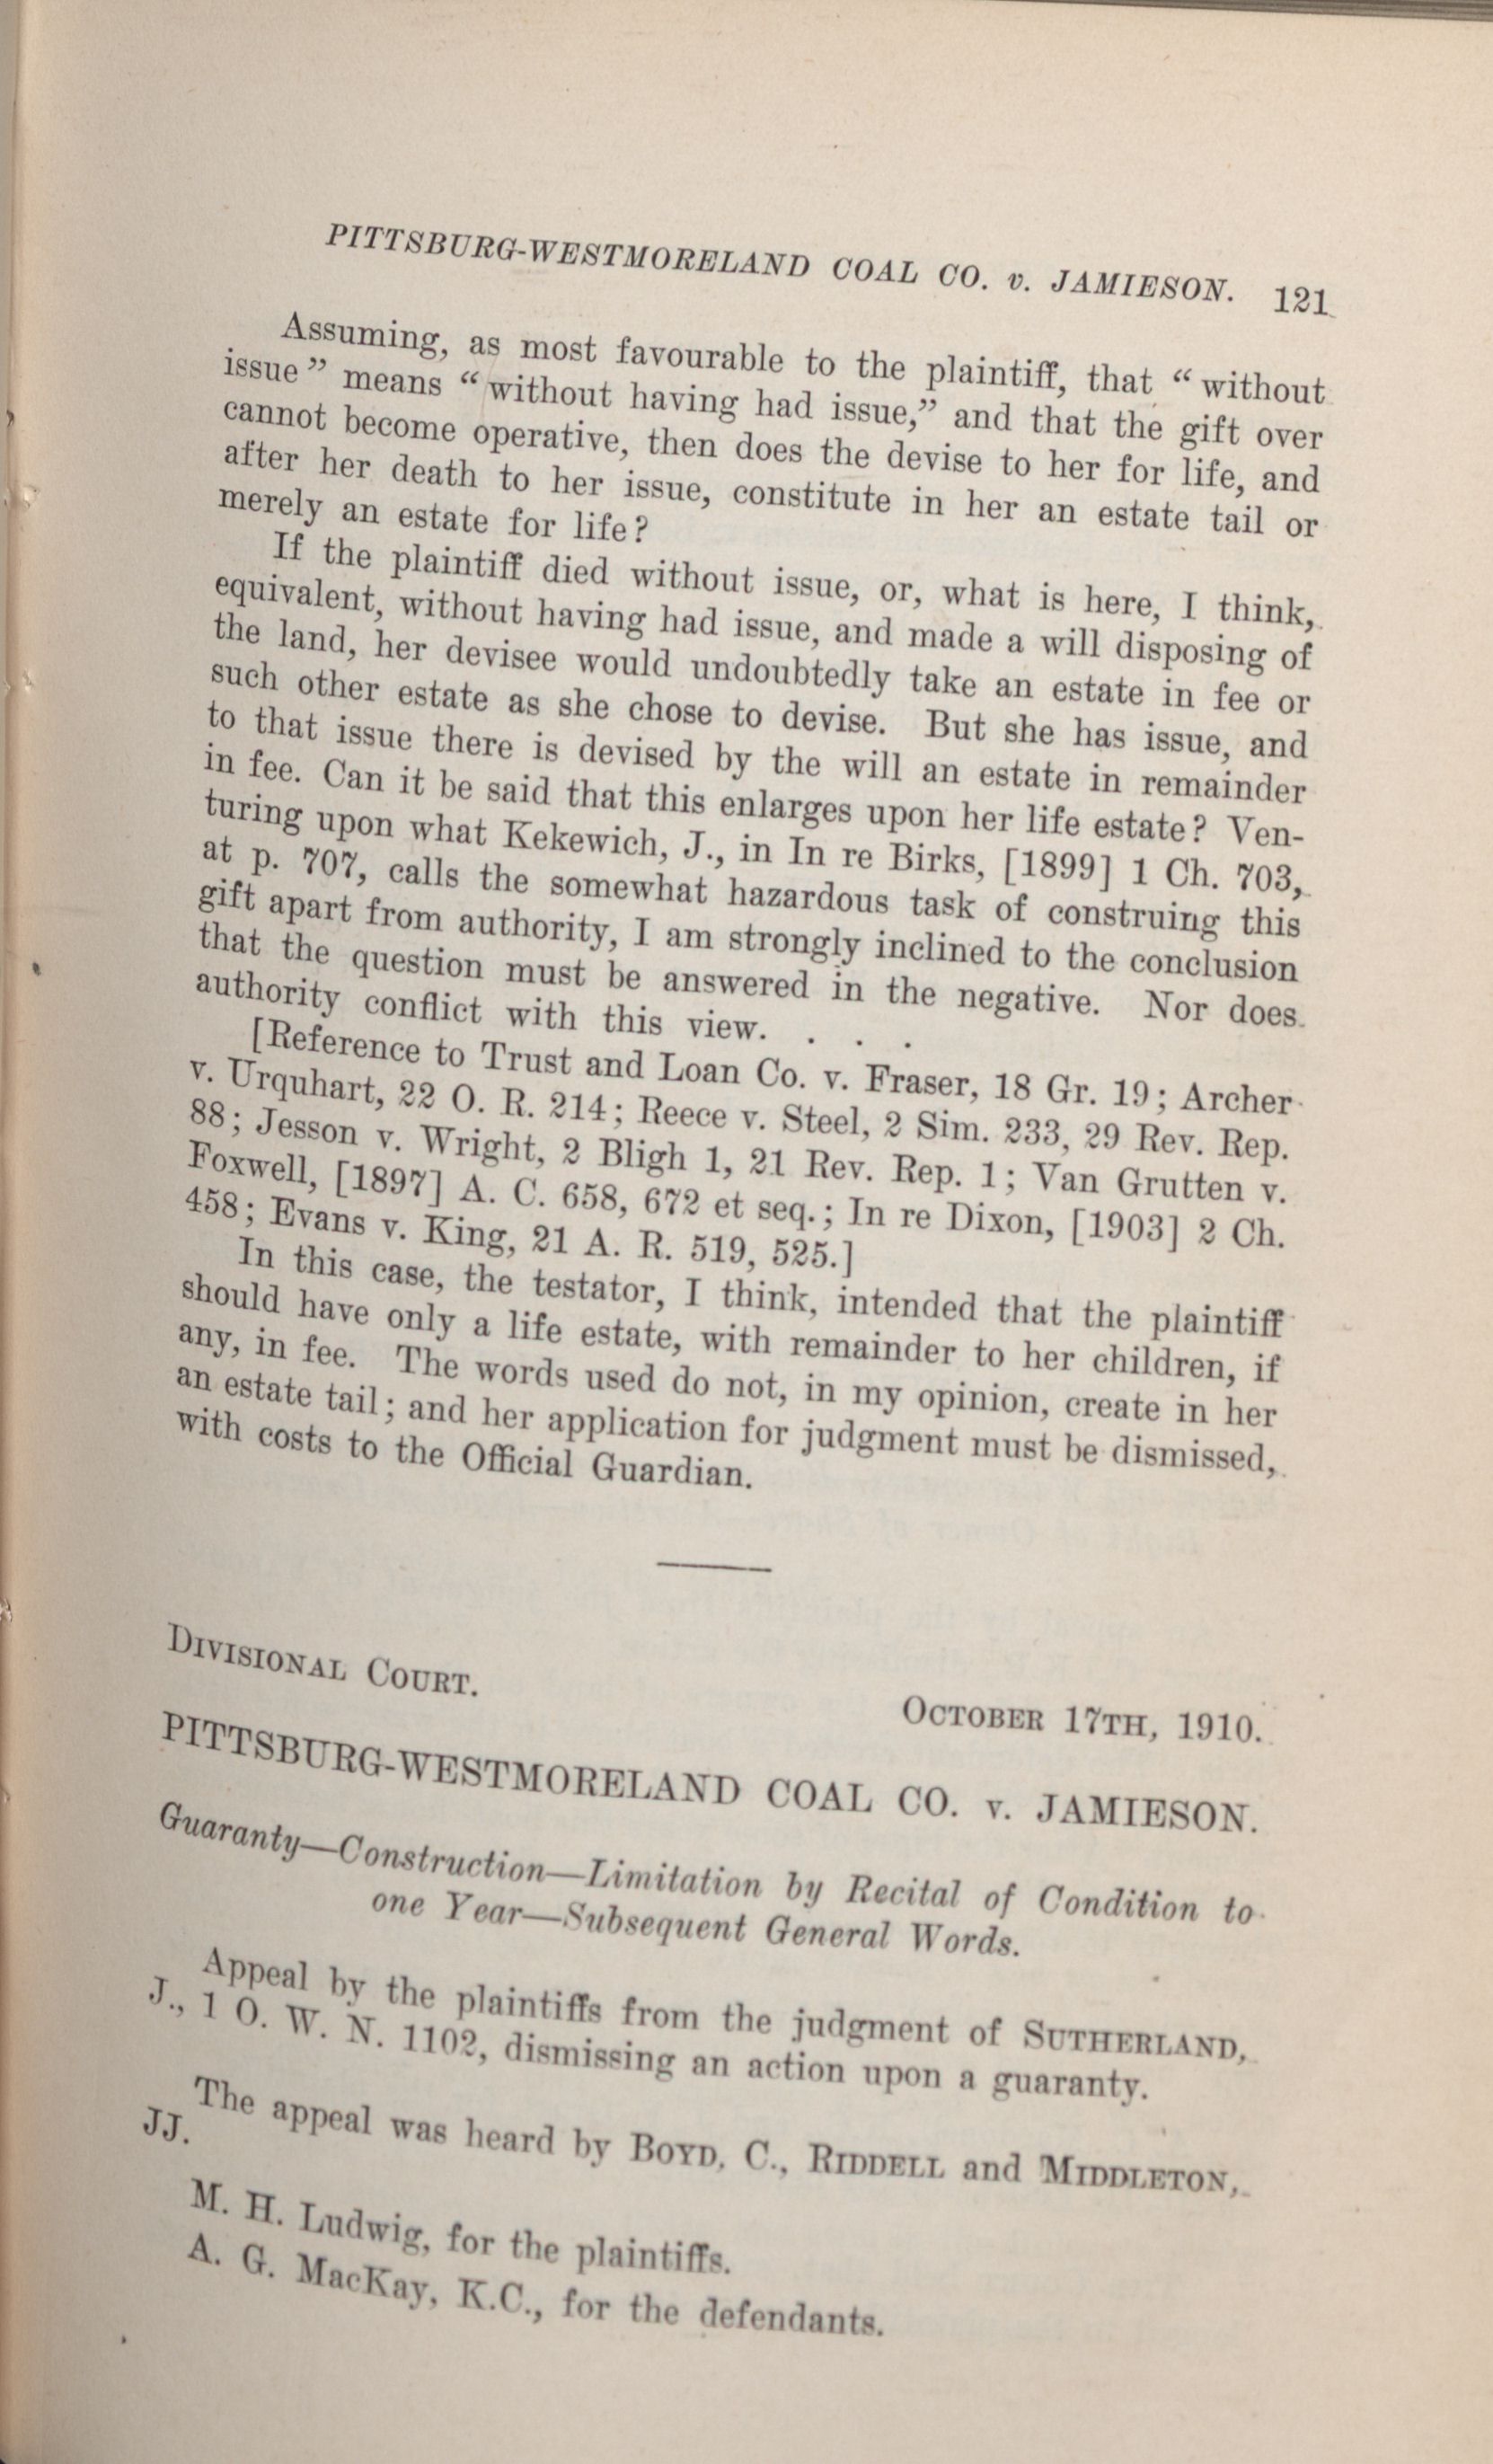 PITTSBURG-WESTMORELAND COAL CO. v. JAMIESON. 121
Assuming, as most favourable to the plaintiff, that "without
issue" means "without having had issue," and that the gift over
cannot become operative, then does the devise to her for life, and
after her death to her issue, constitute in her an estate tail or
merely an estate for life?
If the plaintiff died without issue, or, what is here, I think,
equivalent, without having had issue, and made a will disposing of
the land, her devisee would undoubtedly take an estate in fee or
such other estate as she chose to devise. But she has issue, and
to that issue there is devised by the will an estate in remainder
in fee. Can it be said that this enlarges upon her life estate? Ven-
turing upon what Kekewich, J., in In re Birks, [1899] 1 Ch. 703,
at p. 707, calls the somewhat hazardous task of construing this
gift apart from authority, I am strongly inclined to the conclusion
that the question must be answered in the negative. Nor does
authority conflict with this view. . . .
[Reference to Trust and Loan Co. v. Fraser, 18 Gr. 19; Archer
v. Urquhart, 22 O. R. 214; Reece v. Steel, 2 Sim. 233, 29 Rev. Rep.
88; Jesson v. Wright, 2 Bligh 1, 21 Rev. Rep. 1; Van Grutten v.
Foxwell, [1897] A. C. 658, 672 et seq.; In re Dixon, [1903] 2 Ch.
458; Evans v. King, 21 A. R. 519, 525.]
In this case, the testator, I think, intended that the plaintiff
should have only a life estate, with remainder to her children, if
any, in fee. The words used do not, in my opinion, create in her
an estate tail; and her application for judgment must be dismissed,
with costs to the Official Guardian.
DIVISIONAL COURT.
OCTOBER 17TH, 1910.
PITTSBURG-WESTMORELAND COAL CO. v. JAMIESON.
Guaranty—Construction—Limitation by Recital of Condition to
one Year—Subsequent General Words.
Appeal by the plaintiffs from the judgment of SUTHERLAND,
J., 1 O. W. N. 1102, dismissing an action upon a guaranty.
The appeal was heard by BOYD, C., RIDDELL and MIDDLETON,
JJ.
M. H. Ludwig, for the plaintiffs.
A. G. MacKay, K.C., for the defendants.